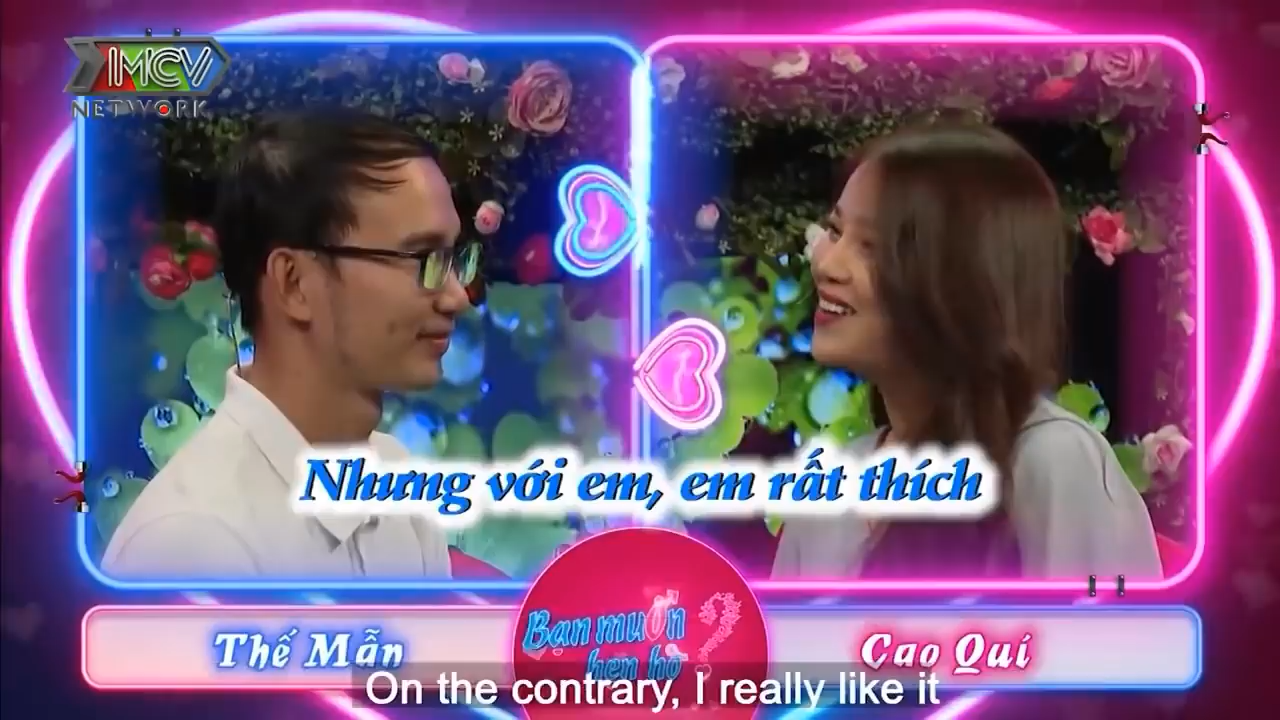 MCV
NETWORK
Nhưng với em, em rất thích
Thế Mẫn
Bạn muốn
hẹn hò
?
Cao Quí
On the contrary, I really like it